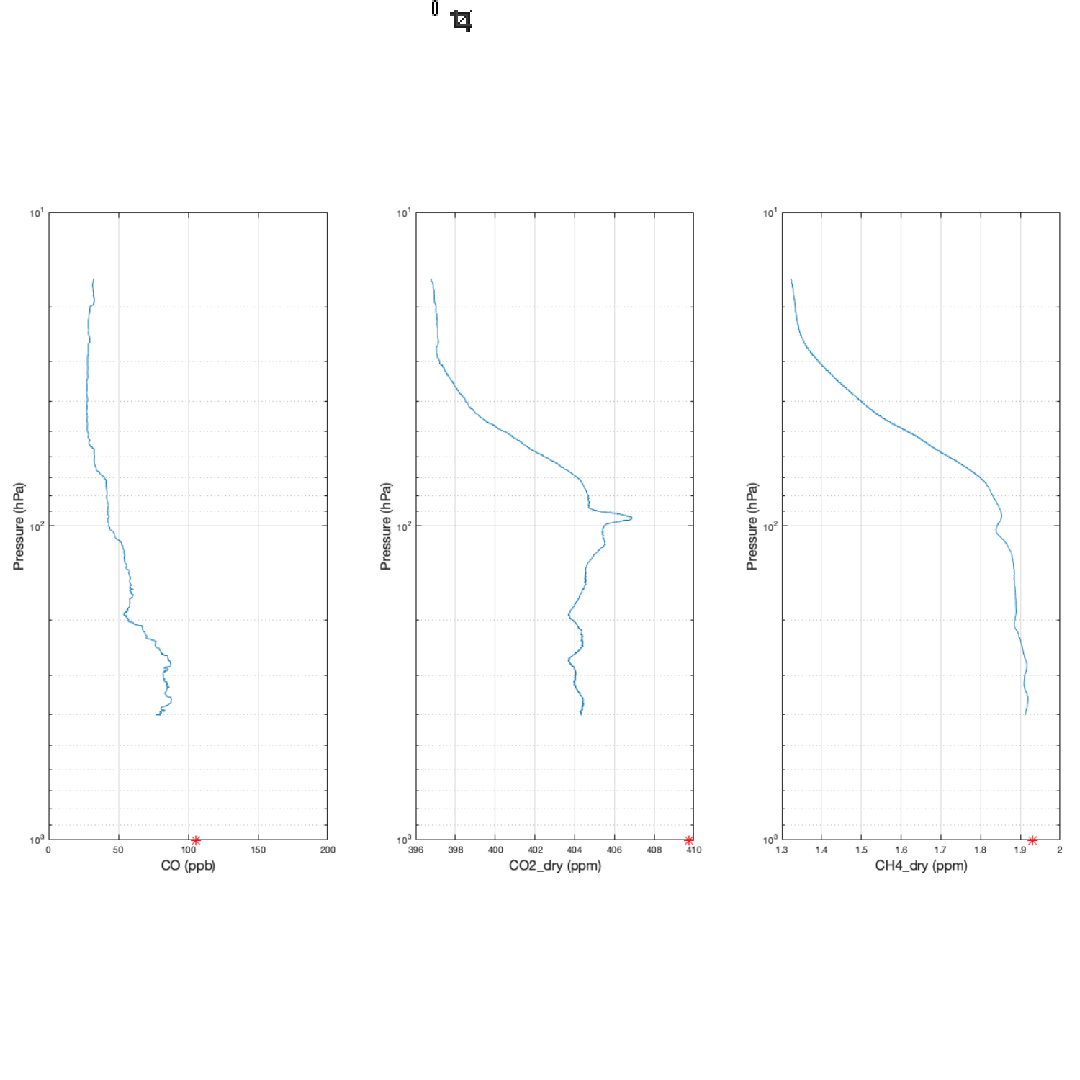 10¹
10²
10³
Pressure (hPa)
0 50 100 150 200
CO (ppb)
10¹
10²
10³
Pressure (hPa)
396 398 400 402 404 406 408 410
CO2_dry (ppm)
10¹
10²
10³
Pressure (hPa)
1.3 1.4 1.5 1.6 1.7 1.8 1.9 2
CH4_dry (ppm)